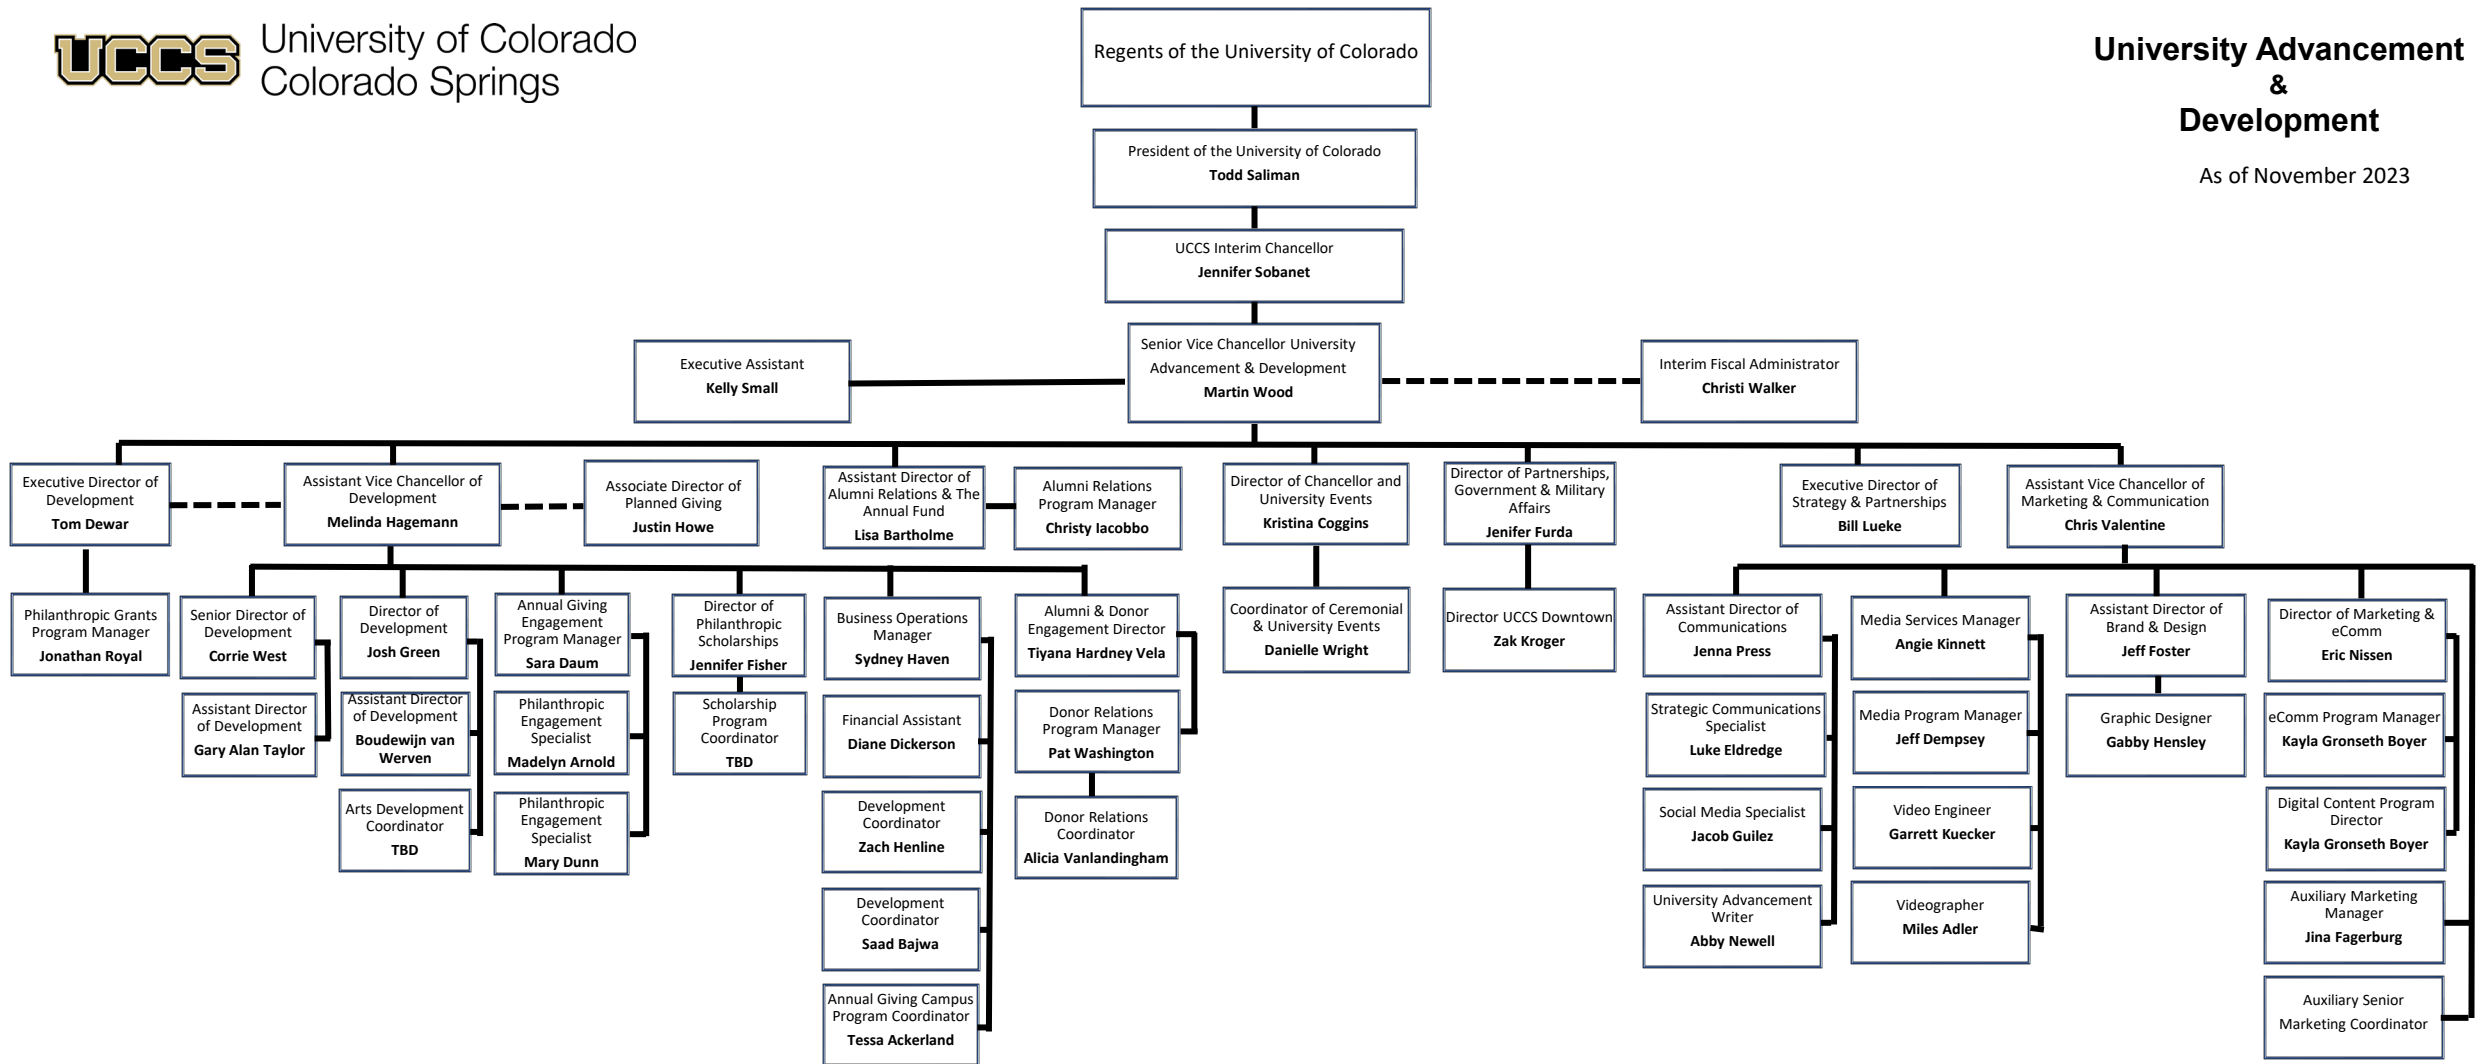 UCCS
University of Colorado
Colorado Springs
University Advancement
&
Development
As of November 2023
Regents of the University of Colorado
President of the University of Colorado
Todd Saliman
UCCS Interim Chancellor
Jennifer Sobanet
Executive Assistant
Kelly Small
Senior Vice Chancellor University
Advancement & Development
Martin Wood
Interim Fiscal Administrator
Christi Walker
Executive Director of
Development
Tom Dewar
Assistant Vice Chancellor of
Development
Melinda Hagemann
Associate Director of
Planned Giving
Justin Howe
Assistant Director of
Alumni Relations & The
Annual Fund
Lisa Bartholme
Alumni Relations
Program Manager
Christy Iacobbo
Director of Chancellor and
University Events
Kristina Coggins
Director of Partnerships,
Government & Military
Affairs
Jenifer Furda
Executive Director of
Strategy & Partnerships
Bill Lueke
Assistant Vice Chancellor of
Marketing & Communication
Chris Valentine
Philanthropic Grants
Program Manager
Jonathan Royal
Senior Director of
Development
Corrie West
Director of
Development
Josh Green
Annual Giving
Engagement
Program Manager
Sara Daum
Director of
Philanthropic
Scholarships
Jennifer Fisher
Business Operations
Manager
Sydney Haven
Alumni & Donor
Engagement Director
Tiyana Hardney Vela
Coordinator of Ceremonial
& University Events
Danielle Wright
Director UCCS Downtown
Zak Kroger
Assistant Director of
Communications
Jenna Press
Media Services Manager
Angie Kinnett
Assistant Director of
Brand & Design
Jeff Foster
Director of Marketing &
eComm
Eric Nissen
Assistant Director
of Development
Gary Alan Taylor
Assistant Director
of Development
Boudewijn van
Werven
Philanthropic
Engagement
Specialist
Madelyn Arnold
Scholarship
Program
Coordinator
TBD
Financial Assistant
Diane Dickerson
Donor Relations
Program Manager
Pat Washington
Strategic Communications
Specialist
Luke Eldredge
Media Program Manager
Jeff Dempsey
Graphic Designer
Gabby Hensley
eComm Program Manager
Kayla Gronseth Boyer
Arts Development
Coordinator
TBD
Philanthropic
Engagement
Specialist
Mary Dunn
Development
Coordinator
Zach Henline
Donor Relations
Coordinator
Alicia Vanlandingham
Social Media Specialist
Jacob Guilez
Video Engineer
Garrett Kuecker
Digital Content Program
Director
Kayla Gronseth Boyer
Development
Coordinator
Saad Bajwa
University Advancement
Writer
Abby Newell
Videographer
Miles Adler
Auxiliary Marketing
Manager
Jina Fagerburg
Annual Giving Campus
Program Coordinator
Tessa Ackerland
Auxiliary Senior
Marketing Coordinator